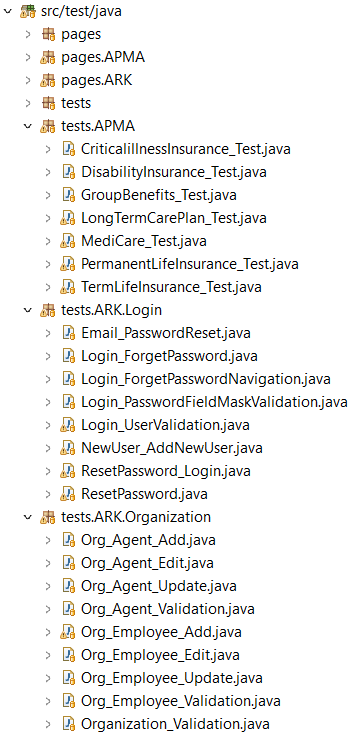 src/test/java
pages
pages.APMA
pages.ARK
tests
tests.APMA
CriticalillnessInsurance_Test.java
DisabilityInsurance_Test.java
GroupBenefits_Test.java
LongTermCarePlan_Test.java
MediCare_Test.java
PermanentLifeInsurance_Test.java
TermLifeInsurance_Test.java
tests.ARK.Login
Email_PasswordReset.java
Login_ForgetPassword.java
Login_ForgetPasswordNavigation.java
Login_PasswordFieldMaskValidation.java
Login_UserValidation.java
NewUser_AddNewUser.java
ResetPassword_Login.java
ResetPassword.java
tests.ARK.Organization
Org_Agent_Add.java
Org_Agent_Edit.java
Org_Agent_Update.java
Org_Agent_Validation.java
Org_Employee_Add.java
Org_Employee_Edit.java
Org_Employee_Update.java
Org_Employee_Validation.java
Organization_Validation.java